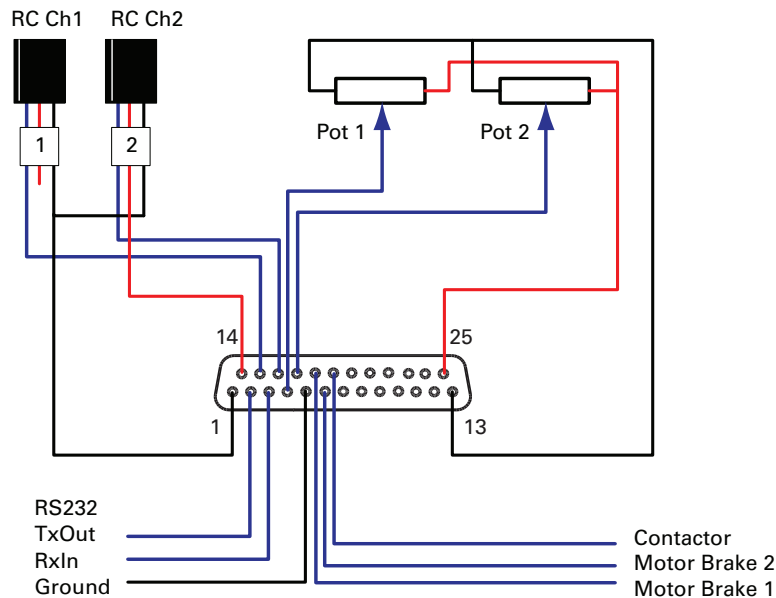 RC Ch1 RC Ch2
1 2
Pot 1 Pot 2
14 25
1 13
RS232
TxOut
RxIn
Ground
Contactor
Motor Brake 2
Motor Brake 1